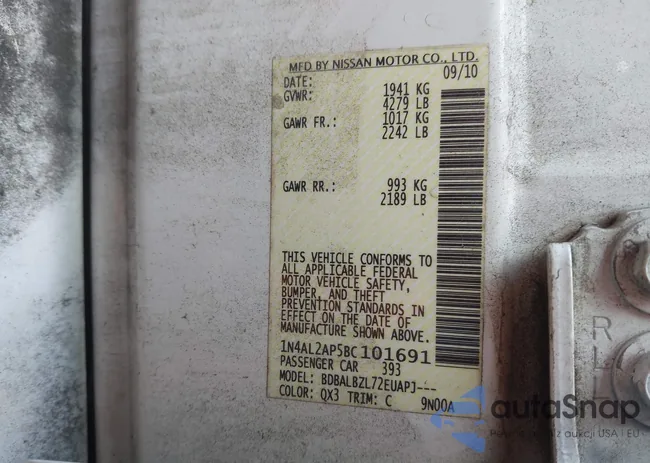 MFD BY NISSAN MOTOR CO., LTD.
DATE: 09/10
GVWR: 1941 KG
4279 LB
GAWR FR.: 1017 KG
2242 LB
GAWR RR.: 993 KG
2189 LB
THIS VEHICLE CONFORMS TO
ALL APPLICABLE FEDERAL
MOTOR VEHICLE SAFETY,
BUMPER, AND THEFT
PREVENTION STANDARDS IN
EFFECT ON THE DATE OF
MANUFACTURE SHOWN ABOVE.
1N4AL2AP5BC101691
PASSENGER CAR 393
MODEL: BDBALBZL72EUAPJ---
COLOR: QX3 TRIM: C 9N00A
R
L
autoSnap
z aukcji USA i EU